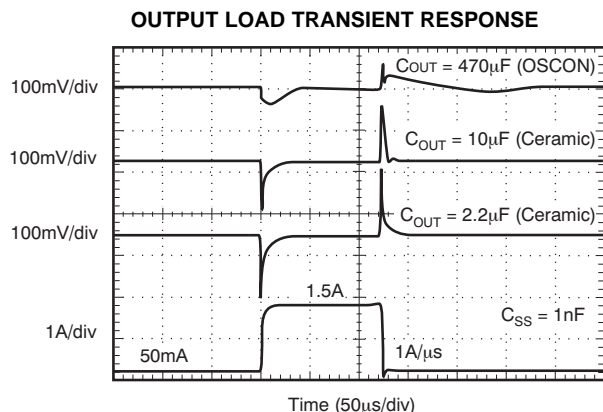 OUTPUT LOAD TRANSIENT RESPONSE
COUT = 470μF (OSCON)
100mV/div
COUT = 10μF (Ceramic)
100mV/div
COUT = 2.2μF (Ceramic)
100mV/div
1.5A
CSS = 1nF
1A/div
50mA
1A/μs
Time (50μs/div)